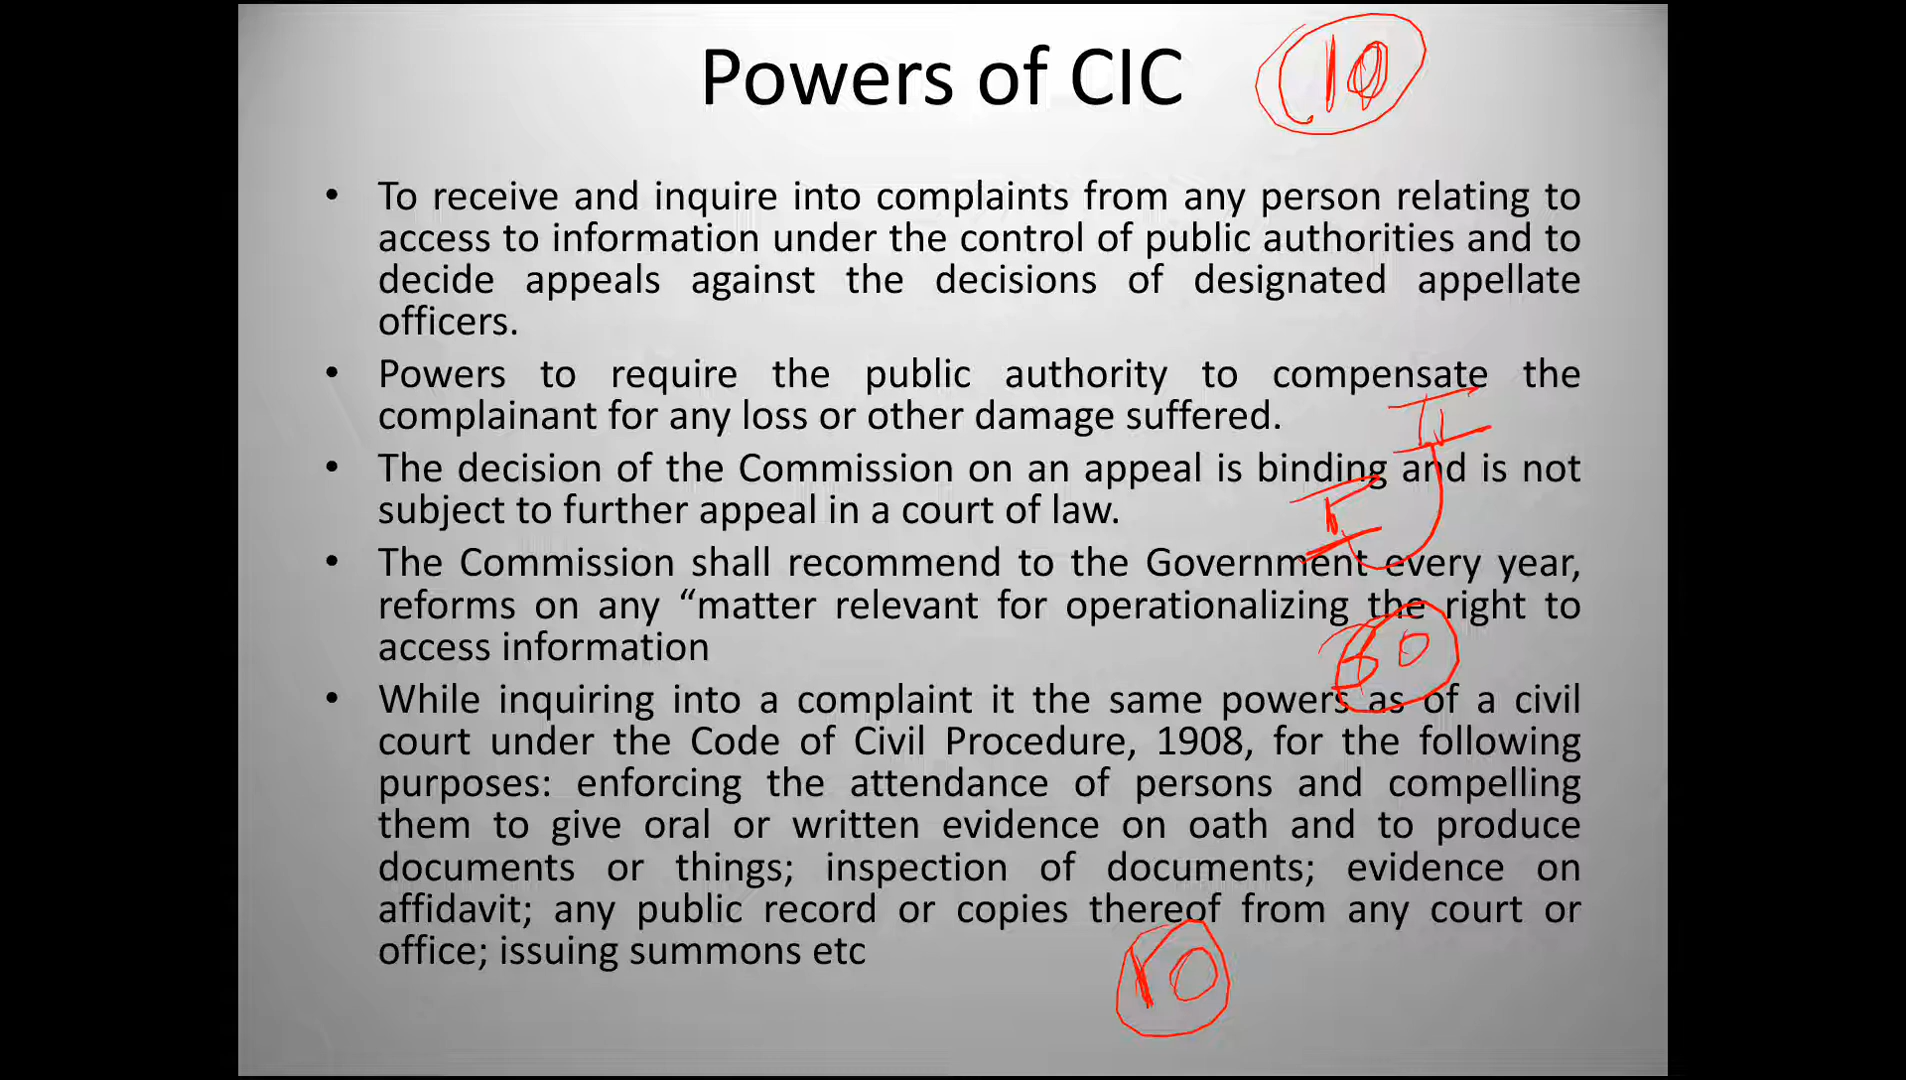 Powers of CIC 10
• To receive and inquire into complaints from any person relating to
access to information under the control of public authorities and to
decide appeals against the decisions of designated appellate
officers.
• Powers to require the public authority to compensate the
complainant for any loss or other damage suffered.
II
• The decision of the Commission on an appeal is binding and is not
subject to further appeal in a court of law.
I
• The Commission shall recommend to the Government every year,
reforms on any “matter relevant for operationalizing the right to
access information
• While inquiring into a complaint it the same powers as of a civil
court under the Code of Civil Procedure, 1908, for the following
purposes: enforcing the attendance of persons and compelling
them to give oral or written evidence on oath and to produce
documents or things; inspection of documents; evidence on
affidavit; any public record or copies thereof from any court or
office; issuing summons etc
10